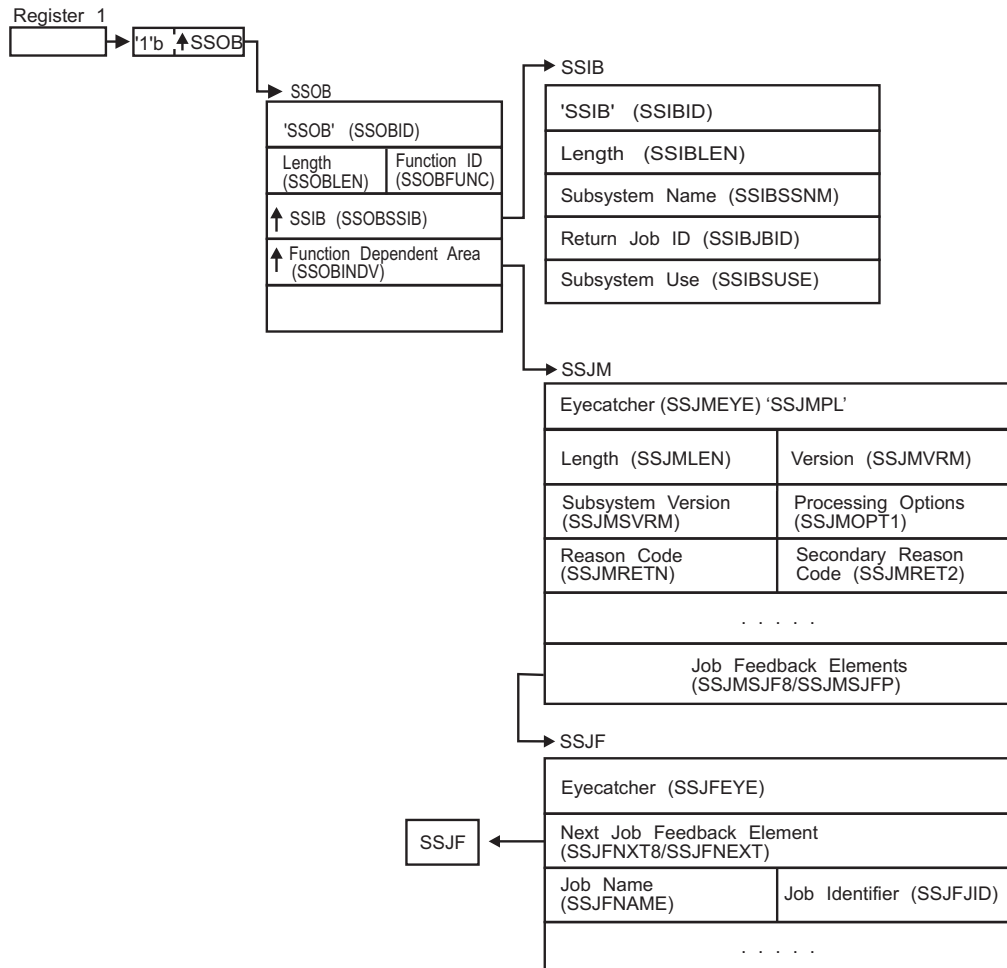 Register 1
'1'b SSOB
SSIB
SSOB
'SSIB' (SSIBID)
'SSOB' (SSOBID)
Length (SSIBLEN)
Length
(SSOBLEN)
Function ID
(SSOBFUNC)
Subsystem Name (SSIBSSNM)
SSIB (SSOBSSIB)
Return Job ID (SSIBJBID)
Function Dependent Area
(SSOBINDV)
Subsystem Use (SSIBSUSE)
SSJM
Eyecatcher (SSJMEYE) ‘SSJMPL’
Length (SSJMLEN)
Version (SSJMVRM)
Subsystem Version
(SSJMSVRM)
Processing Options
(SSJMOPT1)
Reason Code
(SSJMRETN)
Secondary Reason
Code (SSJMRET2)
. . . . .
Job Feedback Elements
(SSJMSJF8/SSJMSJFP)
SSJF
Eyecatcher (SSJFEYE)
SSJF
Next Job Feedback Element
(SSJFNXT8/SSJFNEXT)
Job Name
(SSJFNAME)
Job Identifier (SSJFJID)
. . . . .